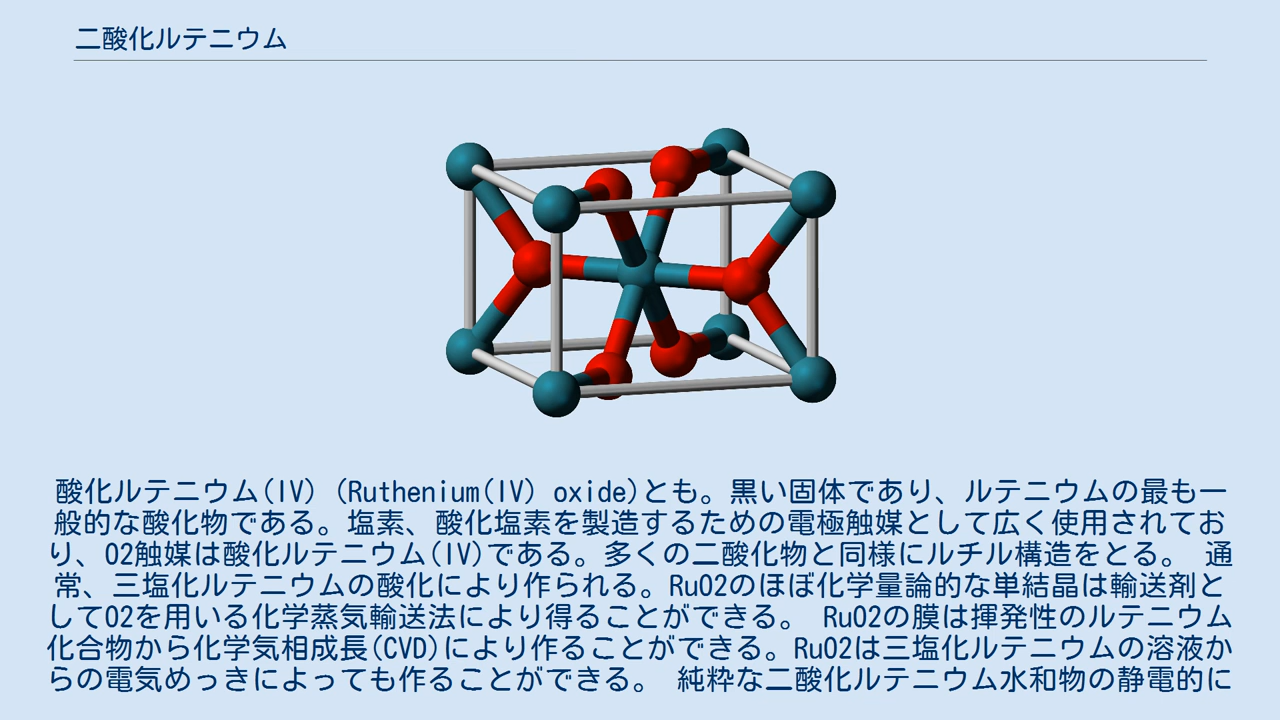 二酸化ルテニウム
酸化ルテニウム(IV) (Ruthenium(IV) oxide)とも。黒い固体であり、ルテニウムの最も一
般的な酸化物である。塩素、酸化塩素を製造するための電極触媒として広く使用されてお
り、O2触媒は酸化ルテニウム(IV)である。多くの二酸化物と同様にルチル構造をとる。 通
常、三塩化ルテニウムの酸化により作られる。RuO2のほぼ化学量論的な単結晶は輸送剤と
してO2を用いる化学蒸気輸送法により得ることができる。 RuO2の膜は揮発性のルテニウム
化合物から化学気相成長(CVD)により作ることができる。RuO2は三塩化ルテニウムの溶液か
らの電気めっきによっても作ることができる。 純粋な二酸化ルテニウム水和物の静電的に